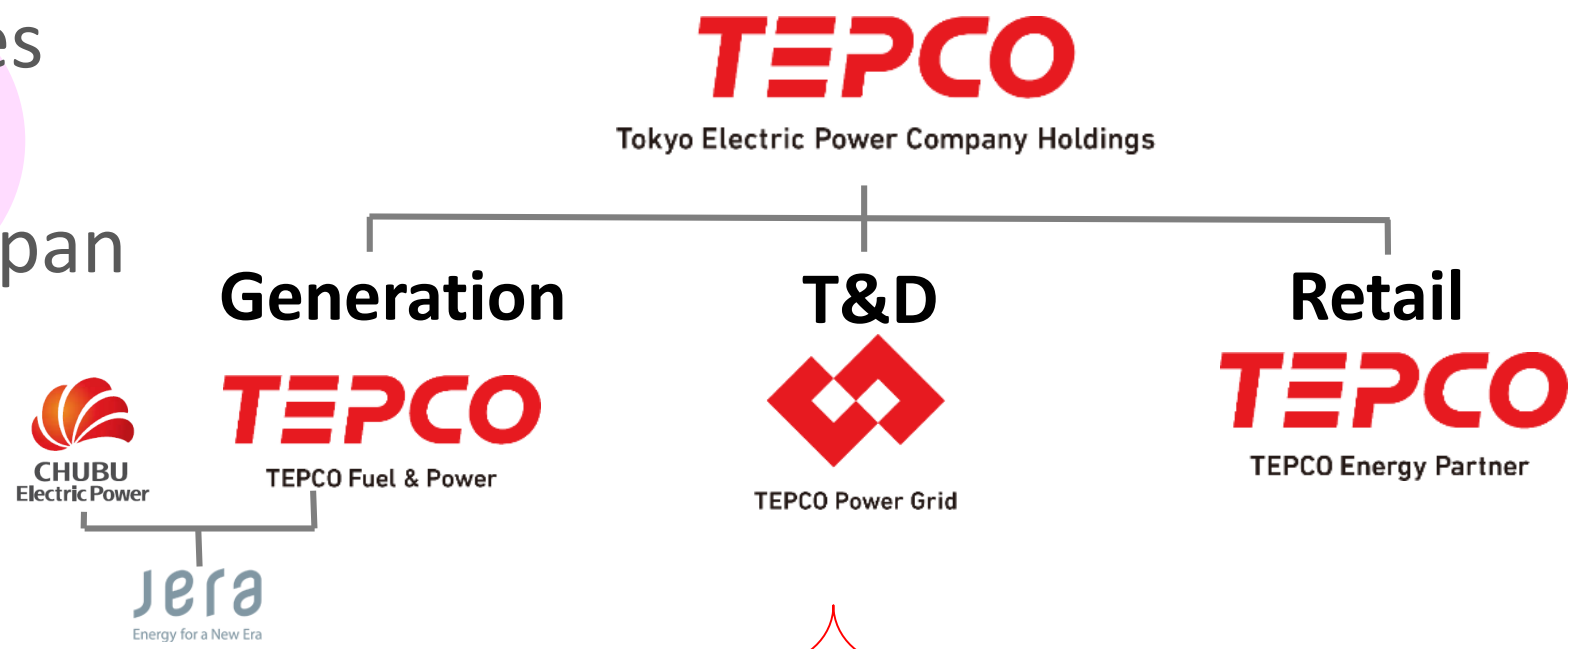 es
pan
TEPCO
Tokyo Electric Power Company Holdings
Generation
T&D
Retail
CHUBU
Electric Power
TEPCO
TEPCO Fuel & Power
TEPCO Power Grid
TEPCO
TEPCO Energy Partner
Jera
Energy for a New Era